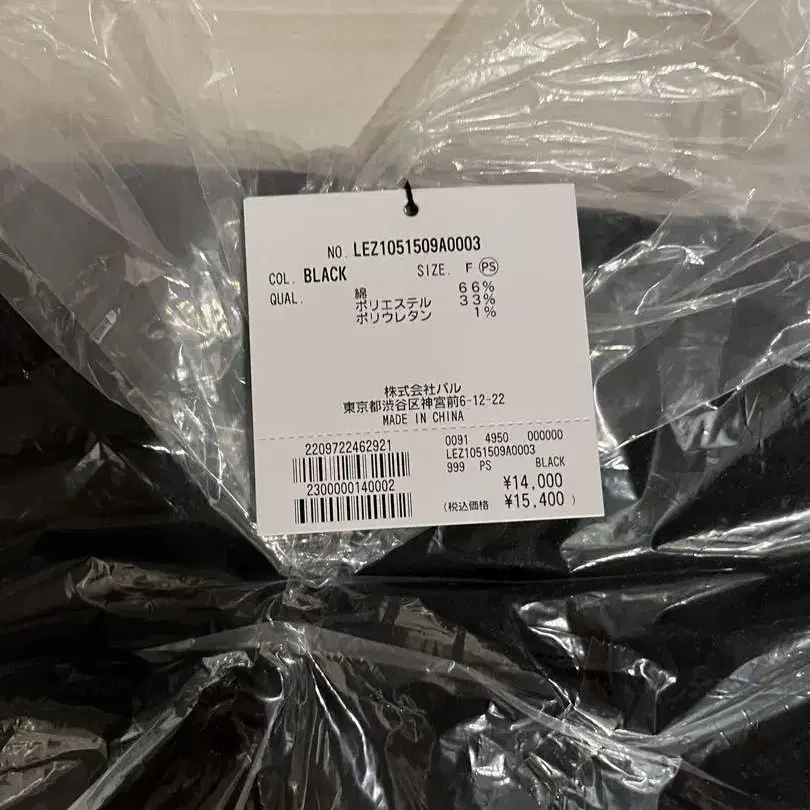 NO. LEZ1051509A0003
COL. BLACK SIZE. F PS
QUAL. 綿 66%
ポリエステル 33%
ポリウレタン 1%
株式会社パル
東京都渋谷区神宮前6-12-22
MADE IN CHINA
2209722462921
2300000140002
0091 4950 000000
LEZ1051509A0003
999 PS BLACK
¥14,000
(税込価格 ¥15,400 )